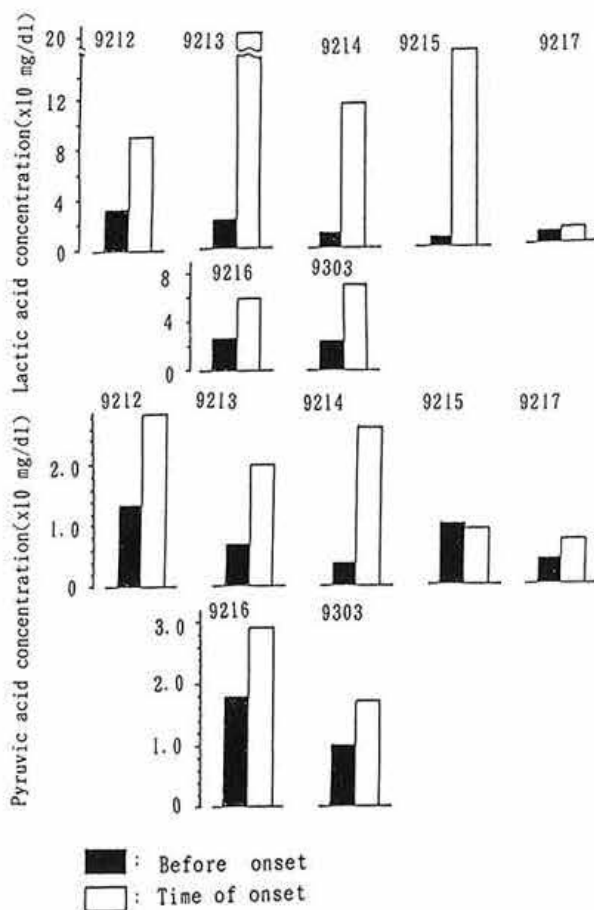 Lactic acid concentration(x10 mg/dl)
9212 9213 9214 9215 9217
20
12
8
4
0
9216 9303
8
4
0
Pyruvic acid concentration(x10 mg/dl)
9212 9213 9214 9215 9217
2.0
1.0
0
9216 9303
3.0
2.0
1.0
0
: Before onset
: Time of onset